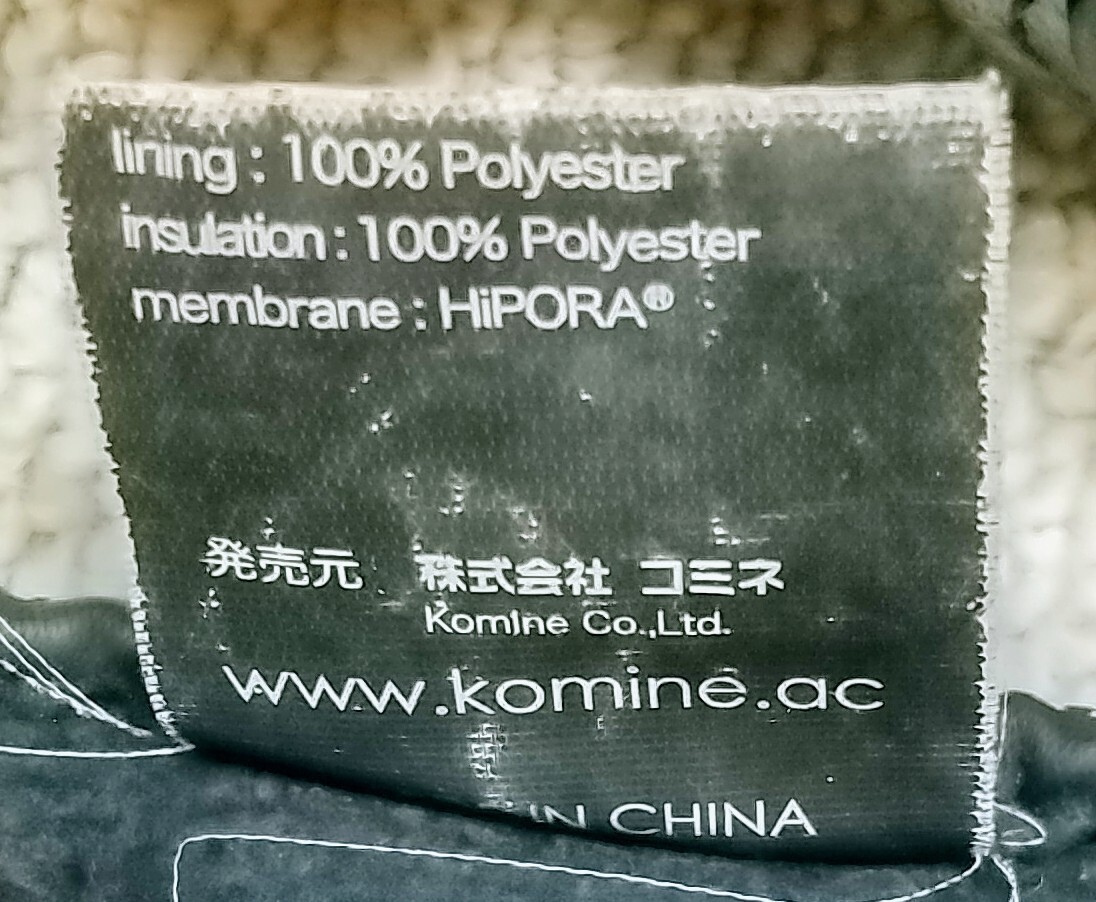 lining : 100% Polyester
insulation : 100% Polyester
membrane : HiPORA®
発売元 株式会社 コミネ
Komine Co.,Ltd.
www.komine.ac
IN CHINA